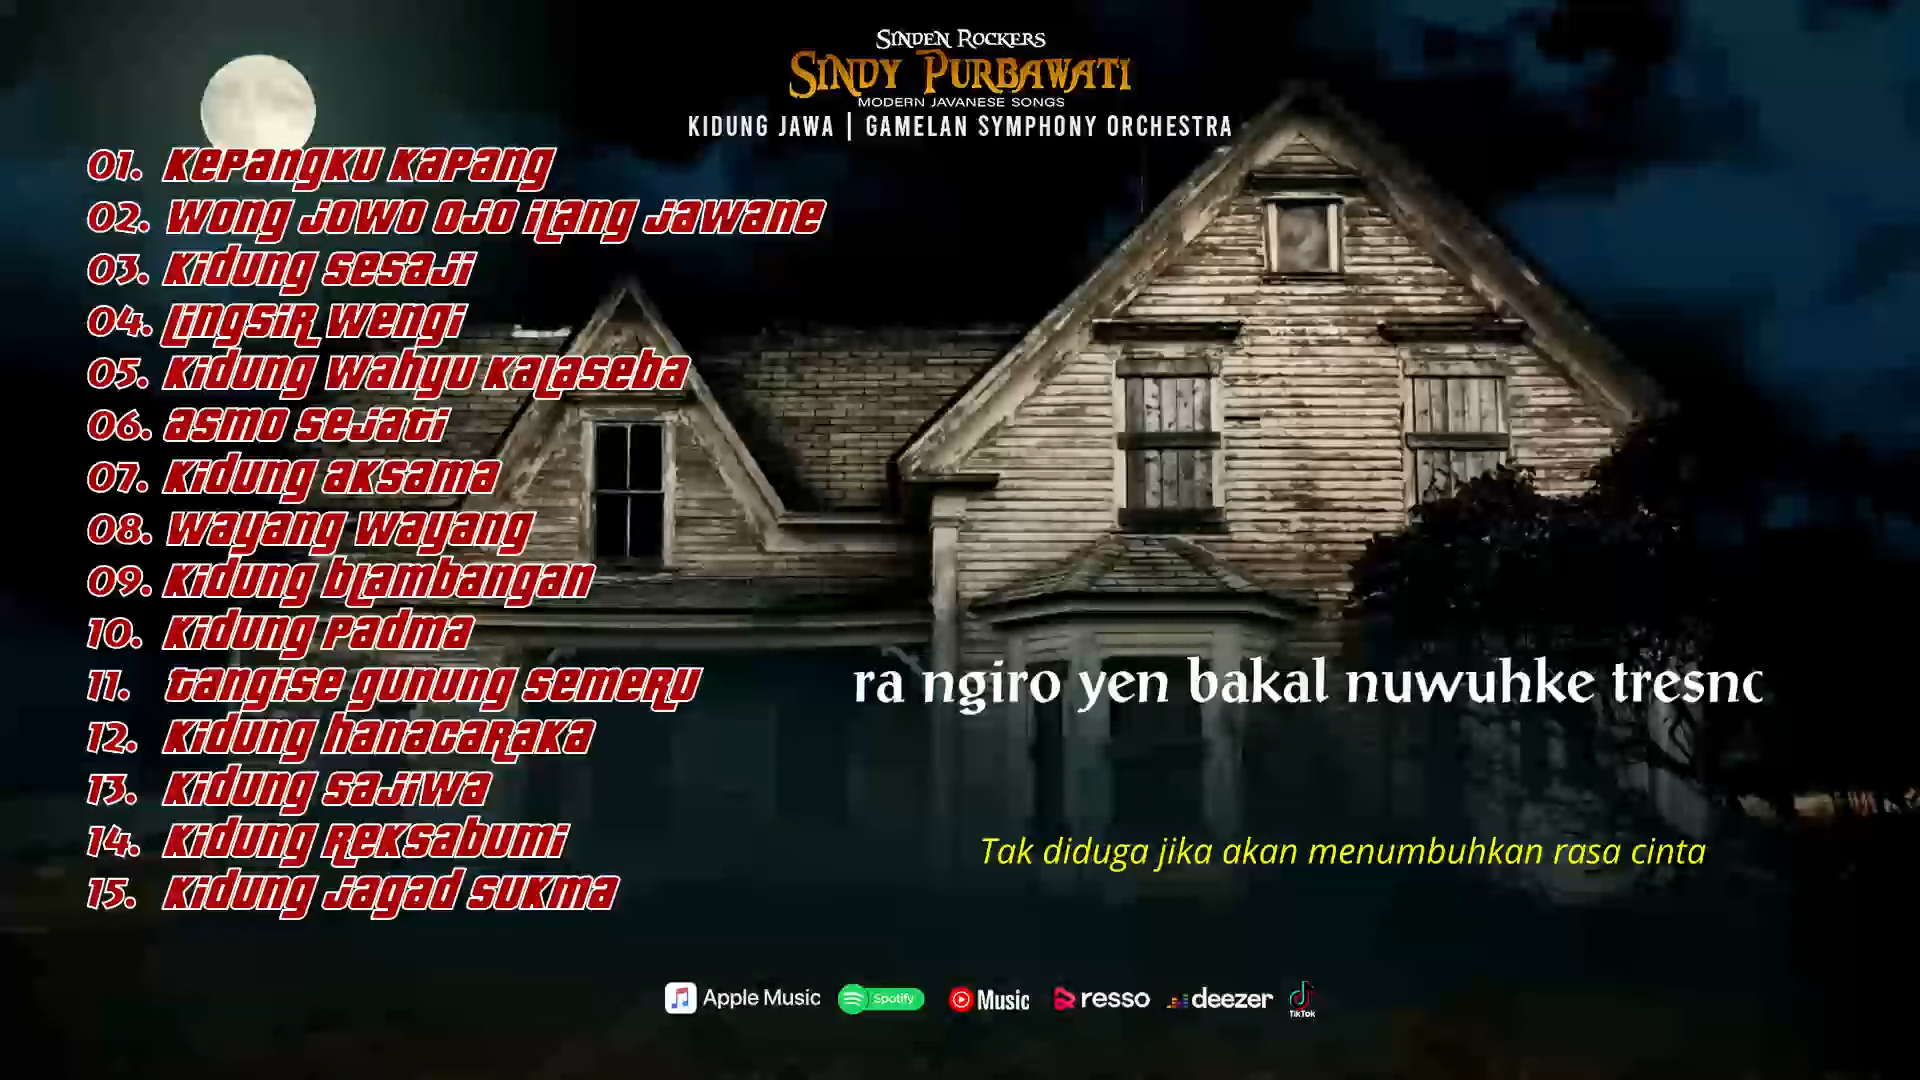 SINDEN ROCKERS
SINDY PURBAWATI
MODERN JAVANESE SONGS
KIDUNG JAWA | GAMELAN SYMPHONY ORCHESTRA
01. Kepangku Kapang
02. Wong Jowo Ojo Ilang Jawane
03. Kidung Sesaji
04. Lingsir Wengi
05. Kidung Wahyu Kalaseba
06. Asmo Sejati
07. Kidung Aksama
08. Wayang Wayang
09. Kidung Blambangan
10. Kidung Padma
11. Tangise Gunung Semeru
12. Kidung Hanacaraka
13. Kidung Sajiwa
14. Kidung Reksabumi
15. Kidung Jagad Sukma
ra ngiro yen bakal nuwuhke tresno
Tak diduga jika akan menumbuhkan rasa cinta
Apple Music Spotify Music resso deezer TikTok